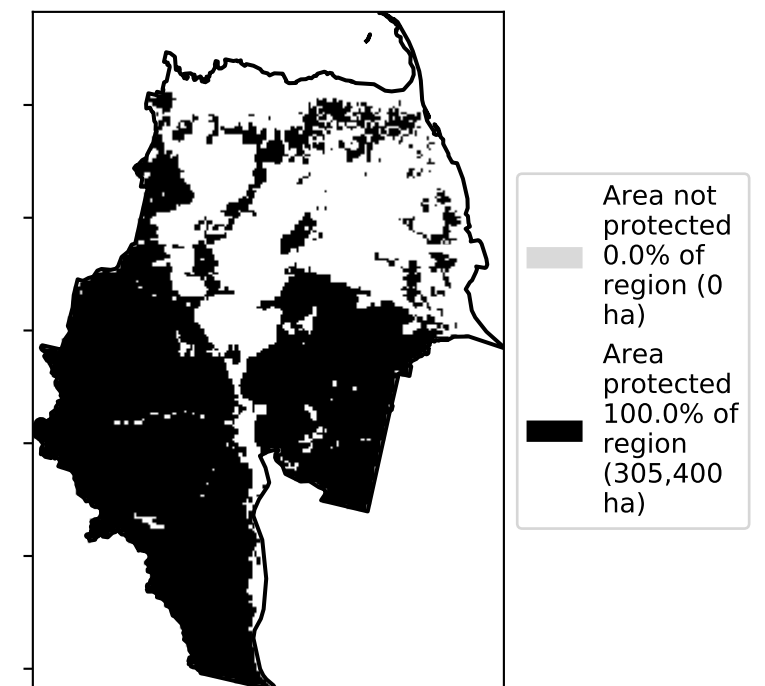 Area not
protected
0.0% of
region (0
ha)
Area
protected
100.0% of
region
(305,400
ha)